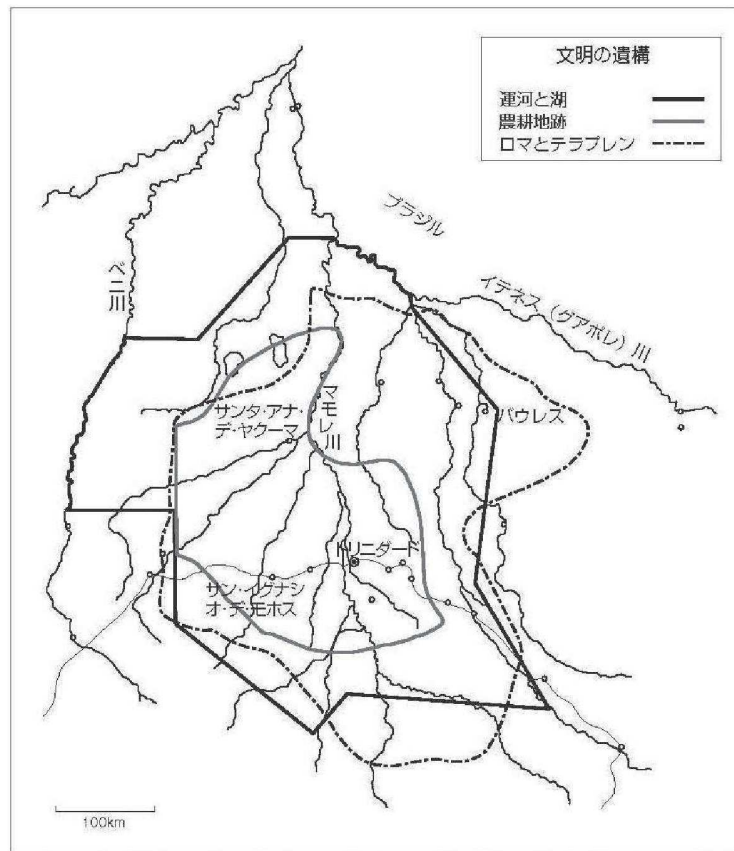 文明の遺構
運河と湖
農耕地跡
ロマとテラプレン
ブラジル
ベニ川
イテネス（グアポレ）川
マモレ川
サンタ・アナ・
デ・ヤクーマ
バウレス
トリニダード
サン・イグナシ
オ・デ・モホス
100km